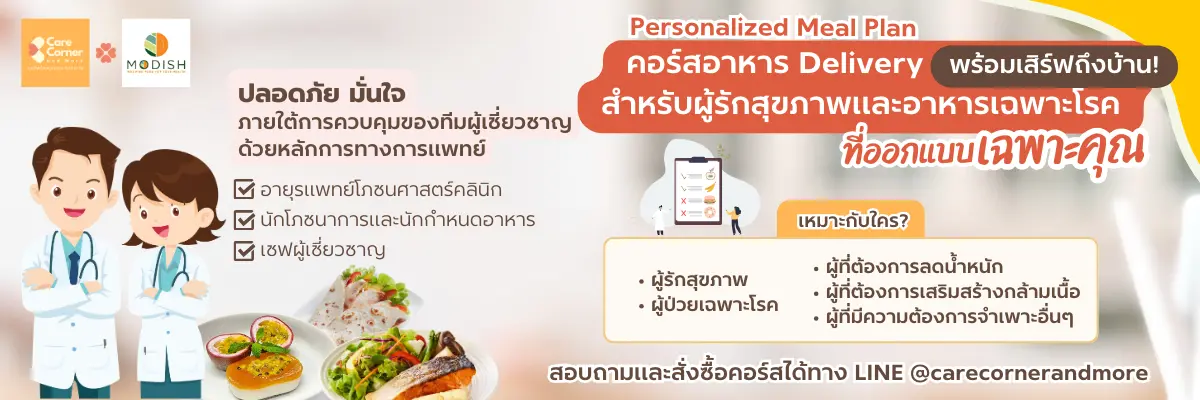 Care
Corner
And More
MODISH
ปลอดภัย มั่นใจ
ภายใต้การควบคุมของทีมผู้เชี่ยวชาญ
ด้วยหลักการทางการแพทย์
อายุรแพทย์โภชนศาสตร์คลินิก
นักโภชนาการและนักกำหนดอาหาร
เชฟผู้เชี่ยวชาญ
Personalized Meal Plan
คอร์สอาหาร Delivery พร้อมเสิร์ฟถึงบ้าน!
สำหรับผู้รักสุขภาพและอาหารเฉพาะโรค
ที่ออกแบบเฉพาะคุณ
เหมาะกับใคร?
• ผู้รักสุขภาพ
• ผู้ป่วยเฉพาะโรค
• ผู้ที่ต้องการลดน้ำหนัก
• ผู้ที่ต้องการเสริมสร้างกล้ามเนื้อ
• ผู้ที่มีความต้องการจำเพาะอื่นๆ
สอบถามและสั่งซื้อคอร์สได้ทาง LINE @carecornerandmore